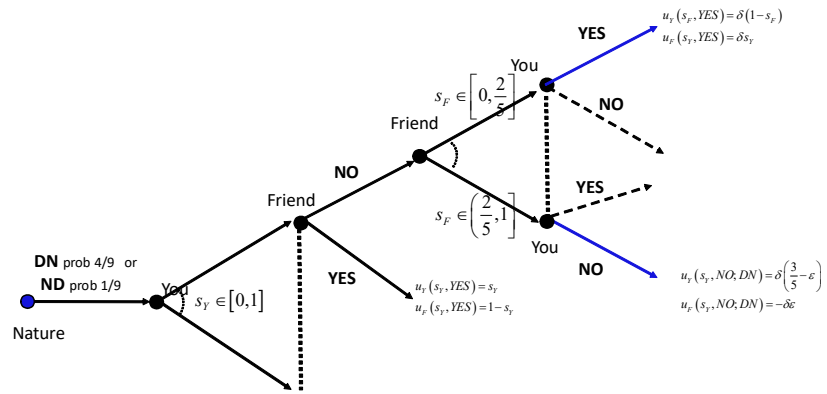 YES
u_Y(s_F,YES)=δ(1−s_F)
u_F(s_Y,YES)=δs_Y
You
s_F ∈ [0, 2/5]
NO
Friend
NO
YES
Friend
s_F ∈ (2/5, 1]
You
DN prob 4/9 or
ND prob 1/9
You
s_Y ∈ [0,1]
YES
NO
u_Y(s_Y,YES)=s_Y
u_F(s_Y,YES)=1−s_Y
u_Y(s_Y,NO;DN)=δ(3/5−ε)
u_F(s_Y,NO;DN)=−δε
Nature